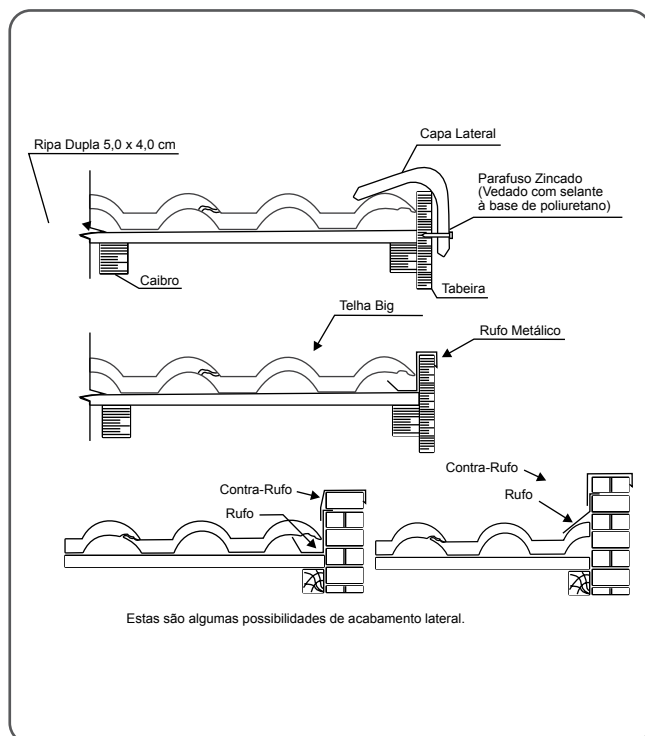 Ripa Dupla 5,0 x 4,0 cm
Capa Lateral
Parafuso Zincado
(Vedado com selante
à base de poliuretano)
Caibro
Tabeira
Telha Big
Rufo Metálico
Contra-Rufo
Rufo
Contra-Rufo
Rufo
Estas são algumas possibilidades de acabamento lateral.